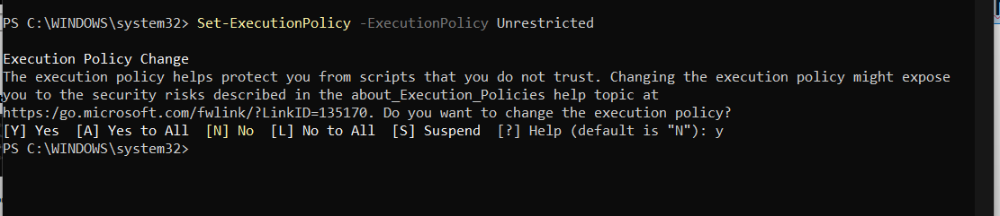 PS C:\WINDOWS\system32> Set-ExecutionPolicy -ExecutionPolicy Unrestricted
Execution Policy Change
The execution policy helps protect you from scripts that you do not trust. Changing the execution policy might expose
you to the security risks described in the about_Execution_Policies help topic at
https:/go.microsoft.com/fwlink/?LinkID=135170. Do you want to change the execution policy?
[Y] Yes  [A] Yes to All  [N] No  [L] No to All  [S] Suspend  [?] Help (default is "N"): y
PS C:\WINDOWS\system32>